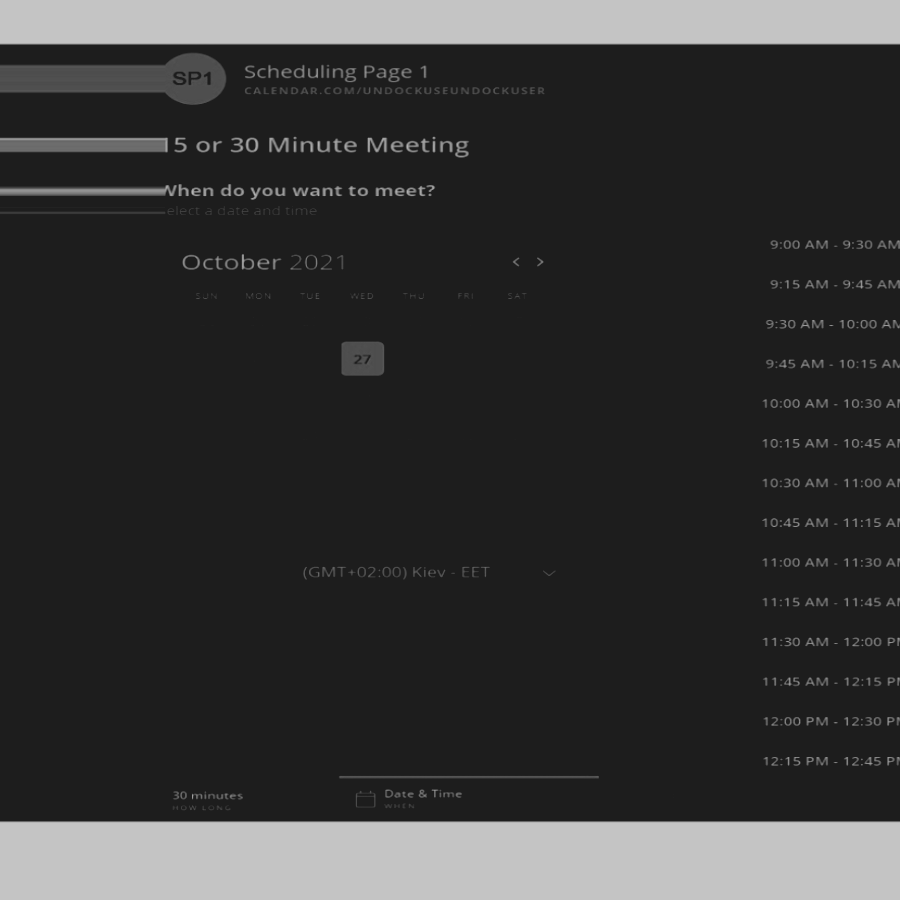 SP1
Scheduling Page 1
CALENDAR.COM/UNDOCKUSEUNDOCKUSER
15 or 30 Minute Meeting
When do you want to meet?
elect a date and time
October 2021
< >
SUN MON TUE WED THU FRI SAT
27
(GMT+02:00) Kiev - EET
9:00 AM - 9:30 AM
9:15 AM - 9:45 AM
9:30 AM - 10:00 AM
9:45 AM - 10:15 AM
10:00 AM - 10:30 AM
10:15 AM - 10:45 AM
10:30 AM - 11:00 AM
10:45 AM - 11:15 AM
11:00 AM - 11:30 AM
11:15 AM - 11:45 AM
11:30 AM - 12:00 PM
11:45 AM - 12:15 PM
12:00 PM - 12:30 PM
12:15 PM - 12:45 PM
30 minutes
HOW LONG
Date & Time
WHEN